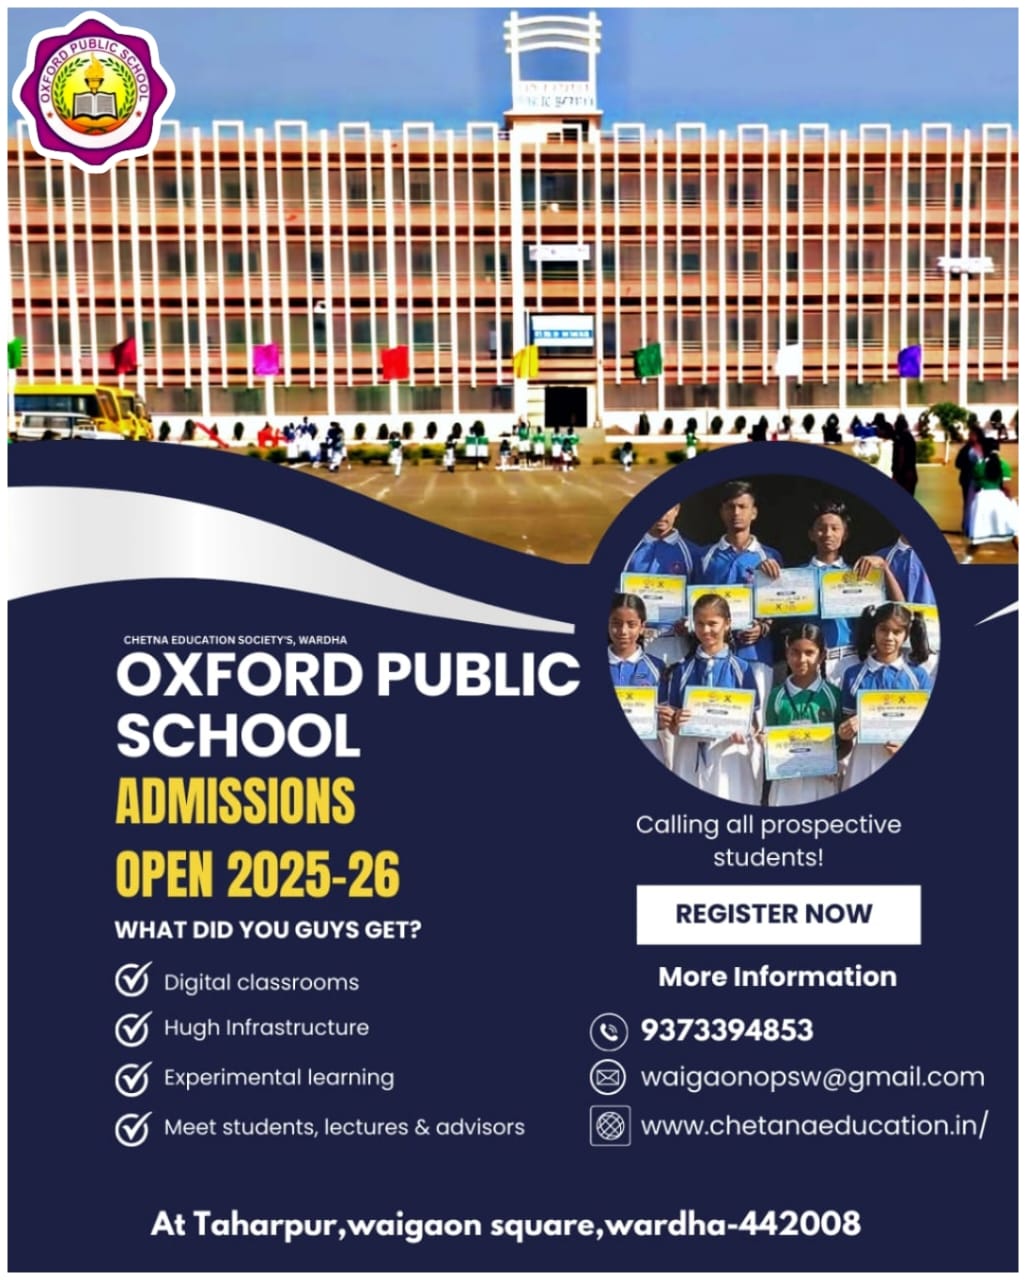 OXFORD PUBLIC SCHOOL
PUBLIC SCHOOL
CHETNA EDUCATION SOCIETY'S, WARDHA
OXFORD PUBLIC
SCHOOL
ADMISSIONS
OPEN 2025-26
WHAT DID YOU GUYS GET?
Digital classrooms
Hugh Infrastructure
Experimental learning
Meet students, lectures & advisors
Calling all prospective
students!
REGISTER NOW
More Information
9373394853
waigaonopsw@gmail.com
www.chetanaeducation.in/
At Taharpur,waigaon square,wardha-442008